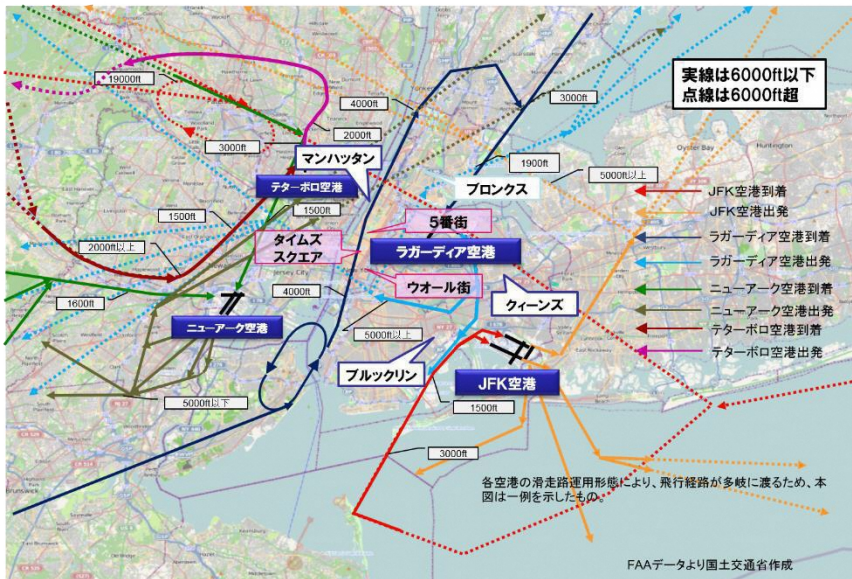 実線は6000ft以下
点線は6000ft超
19000ft
4000ft
3000ft
2000ft
3000ft
マンハッタン
1900ft
5000ft以上
Oyster Bay
Huntington
ブロンクス
テターボロ空港
JFK空港到着
JFK空港出発
1500ft
1500ft
5番街
ラガーディア空港到着
2000ft以上
タイムズ
スクエア
ラガーディア空港
ラガーディア空港出発
Jersey City
ウオール街
4000ft
クィーンズ
ニューアーク空港到着
1600ft
ニューアーク空港出発
ニューアーク空港
5000ft以上
テターボロ空港到着
ブルックリン
テターボロ空港出発
JFK空港
5000ft以下
1500ft
3000ft
各空港の滑走路運用形態により、飛行経路が多岐に渡るため、本
図は一例を示したもの。
FAAデータより国土交通省作成